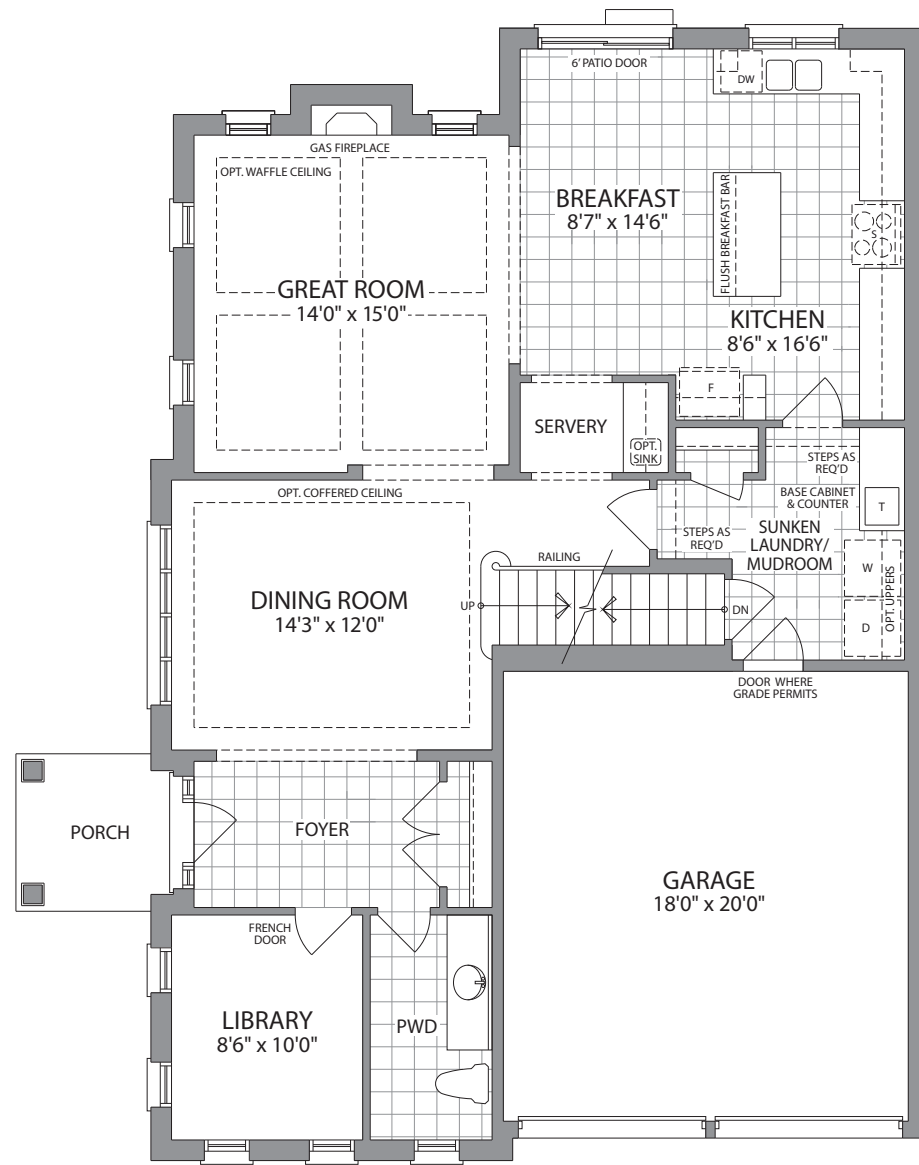 6' PATIO DOOR
DW
GAS FIREPLACE
OPT. WAFFLE CEILING
BREAKFAST
8'7" x 14'6"
FLUSH BREAKFAST BAR
S
GREAT ROOM
14'0" x 15'0"
KITCHEN
8'6" x 16'6"
F
SERVERY
OPT.
SINK
STEPS AS
REQ'D
OPT. COFFERED CEILING
BASE CABINET
& COUNTER
T
STEPS AS
REQ'D
SUNKEN
LAUNDRY/
MUDROOM
RAILING
W
OPT. UPPERS
D
DINING ROOM
14'3" x 12'0"
UP
DN
DOOR WHERE
GRADE PERMITS
PORCH
FOYER
GARAGE
18'0" x 20'0"
FRENCH
DOOR
LIBRARY
8'6" x 10'0"
PWD